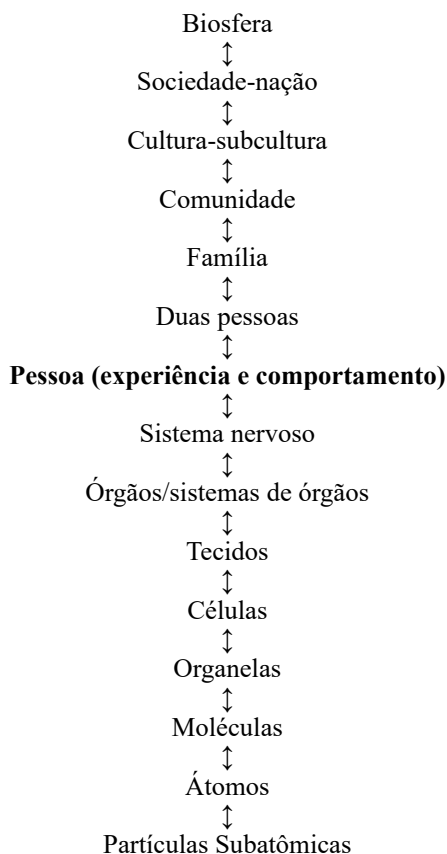 Biosfera
↕
Sociedade-nação
↕
Cultura-subcultura
↕
Comunidade
↕
Família
↕
Duas pessoas
↕
Pessoa (experiência e comportamento)
↕
Sistema nervoso
↕
Órgãos/sistemas de órgãos
↕
Tecidos
↕
Células
↕
Organelas
↕
Moléculas
↕
Átomos
↕
Partículas Subatômicas